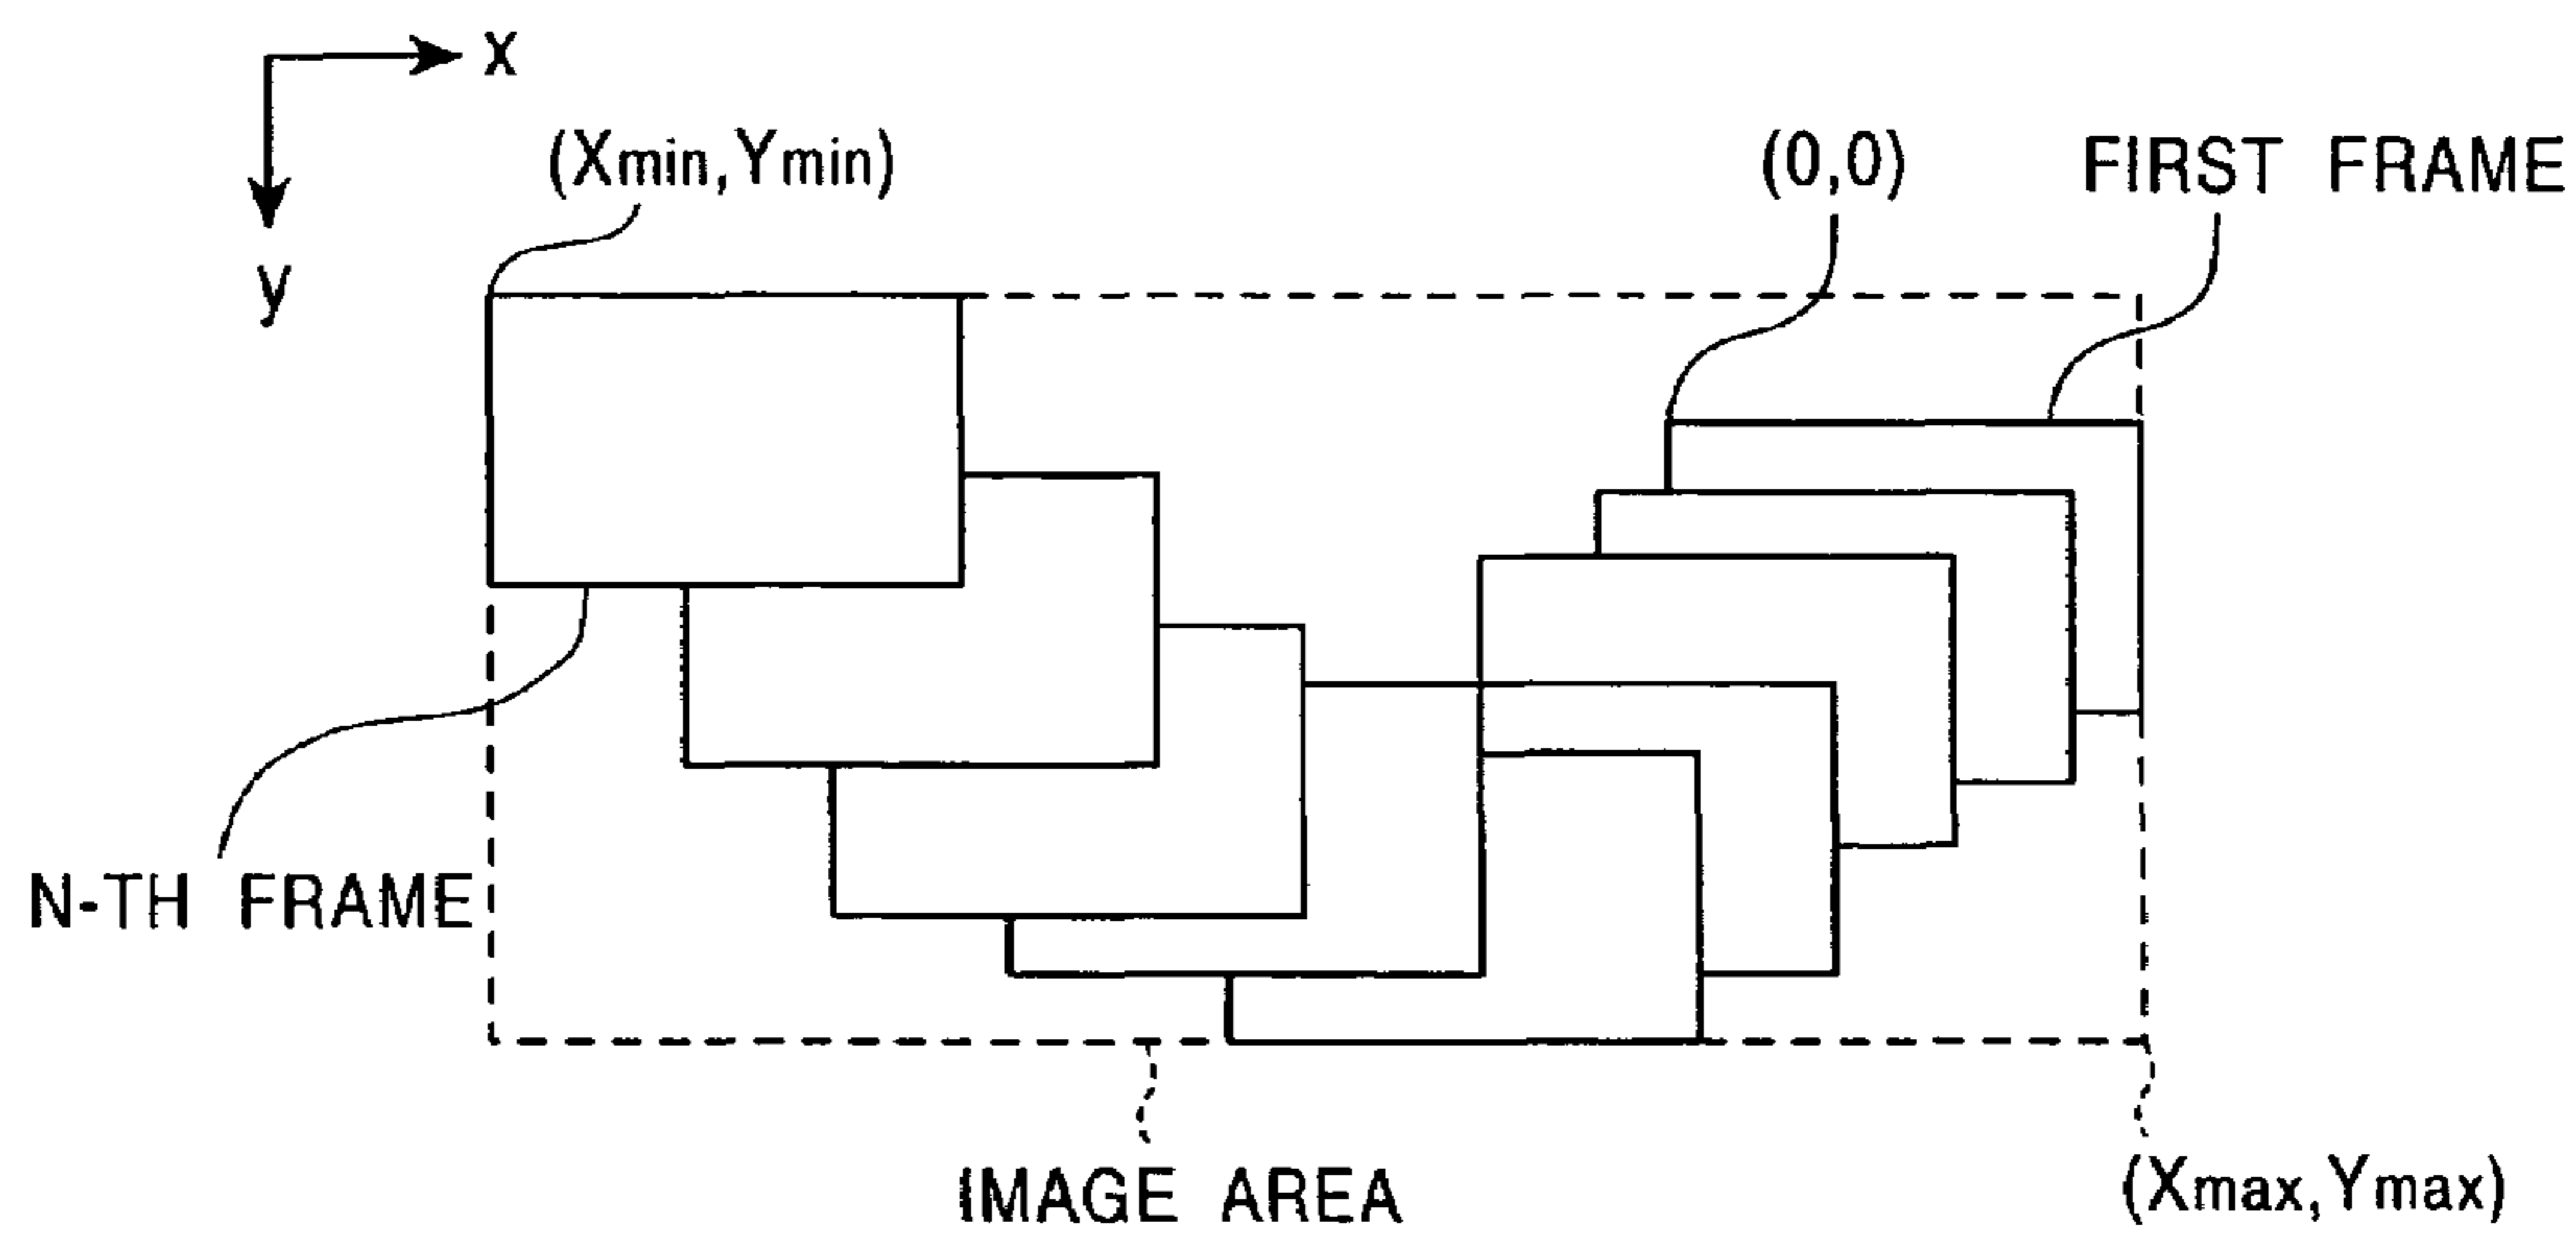 x
y
(Xmin,Ymin)
(0,0)
FIRST FRAME
N-TH FRAME
IMAGE AREA
(Xmax,Ymax)